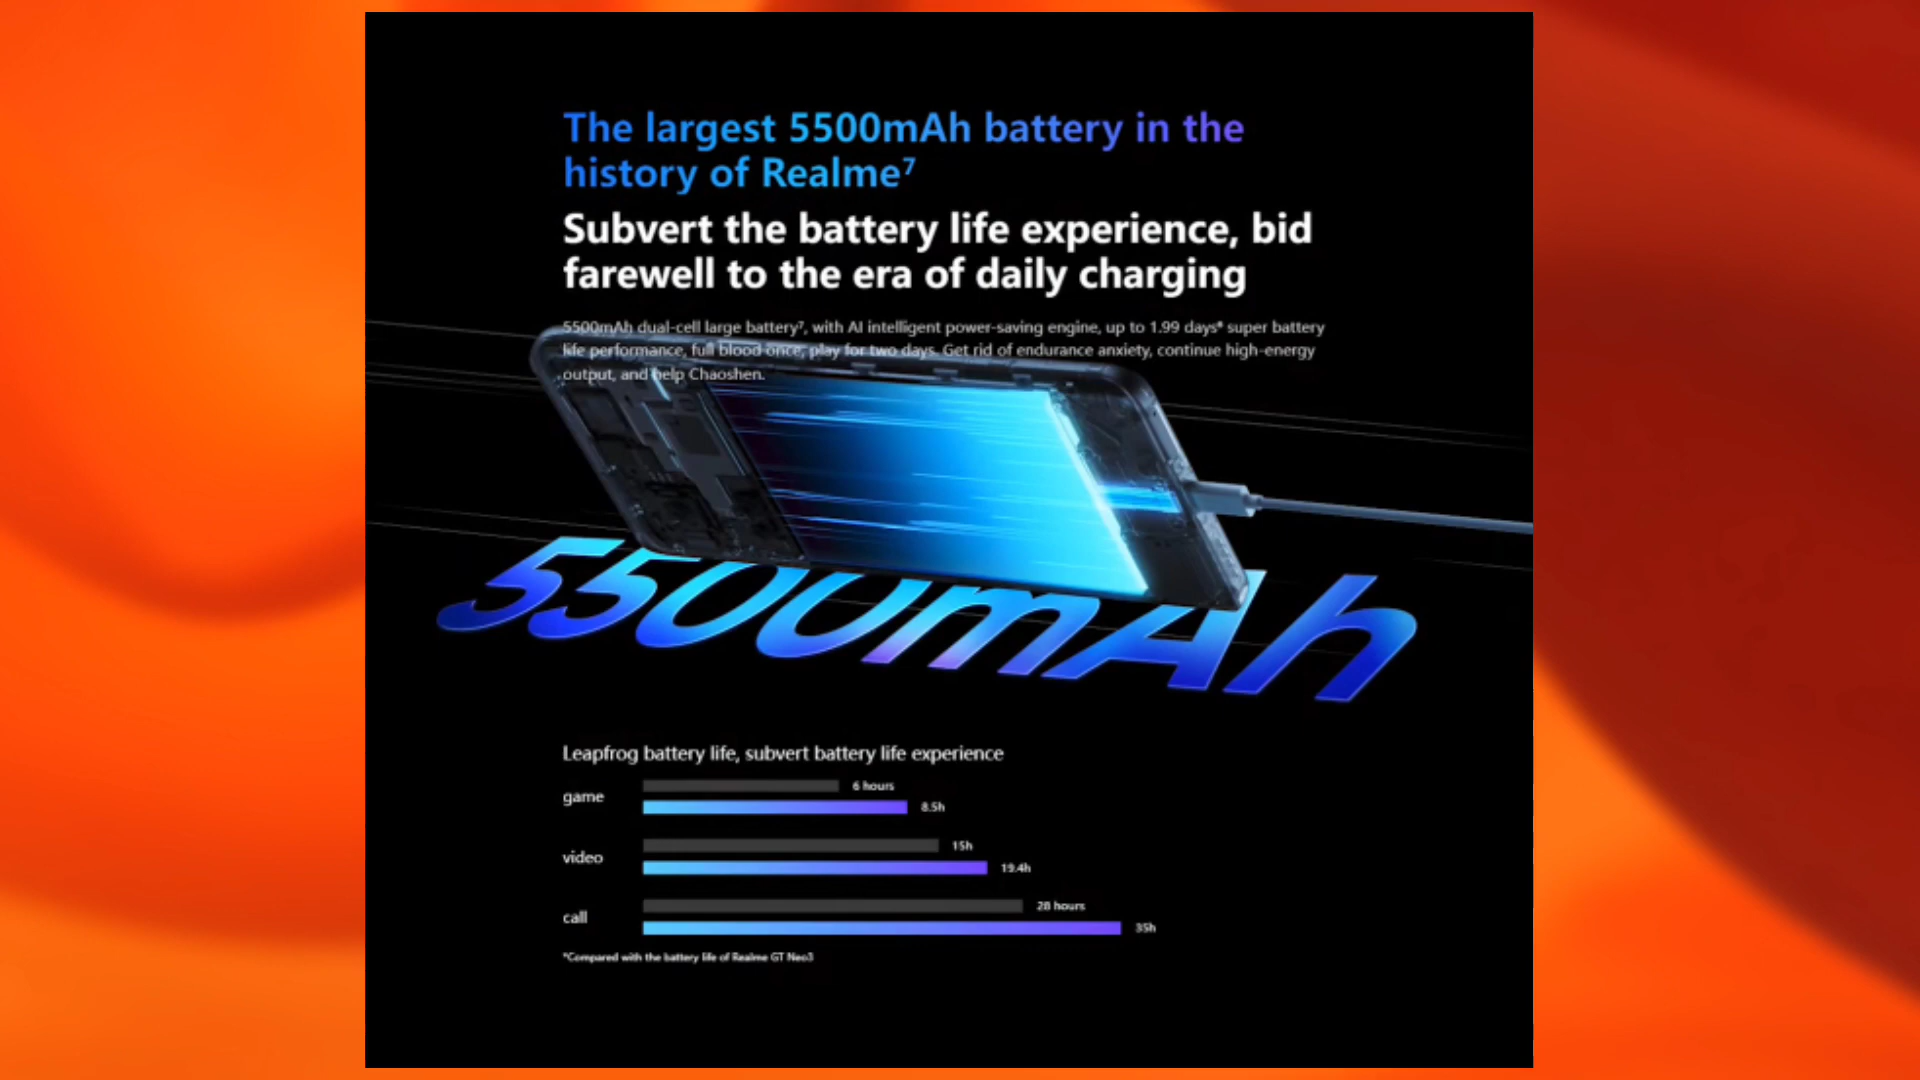 The largest 5500mAh battery in the
history of Realme⁷
Subvert the battery life experience, bid
farewell to the era of daily charging
5500mAh dual-cell large battery⁷, with AI intelligent power-saving engine, up to 1.99 days* super battery
life performance, full blood once, play for two days. Get rid of endurance anxiety, continue high-energy
output, and help Chaoshen.
5500mAh
Leapfrog battery life, subvert battery life experience
game
6 hours
8.5h
video
15h
19.4h
call
28 hours
35h
*Compared with the battery life of Realme GT Neo3